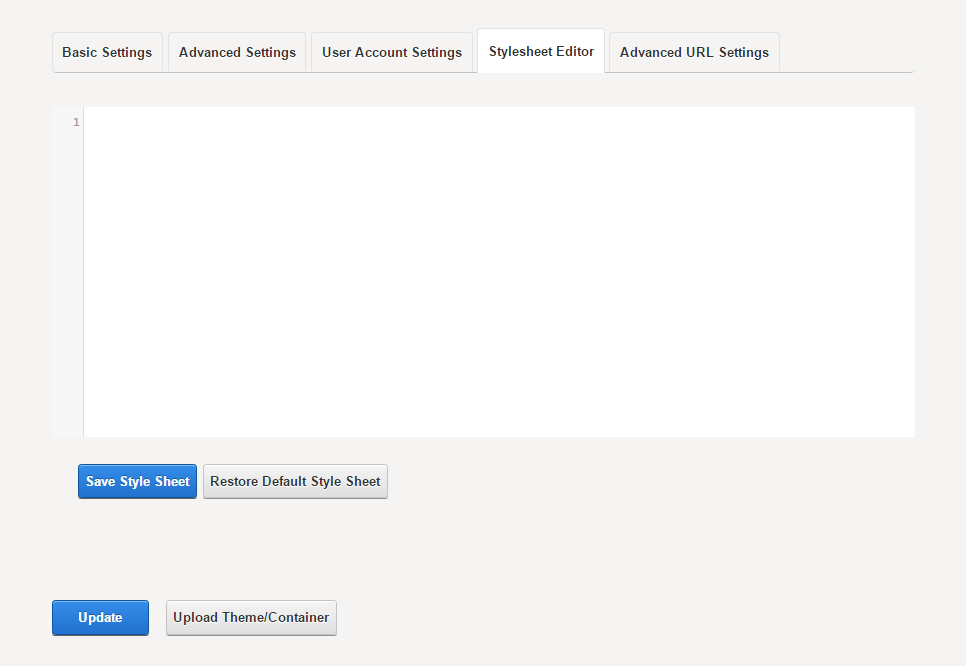 Basic Settings Advanced Settings User Account Settings Stylesheet Editor Advanced URL Settings
1
Save Style Sheet Restore Default Style Sheet
Update Upload Theme/Container